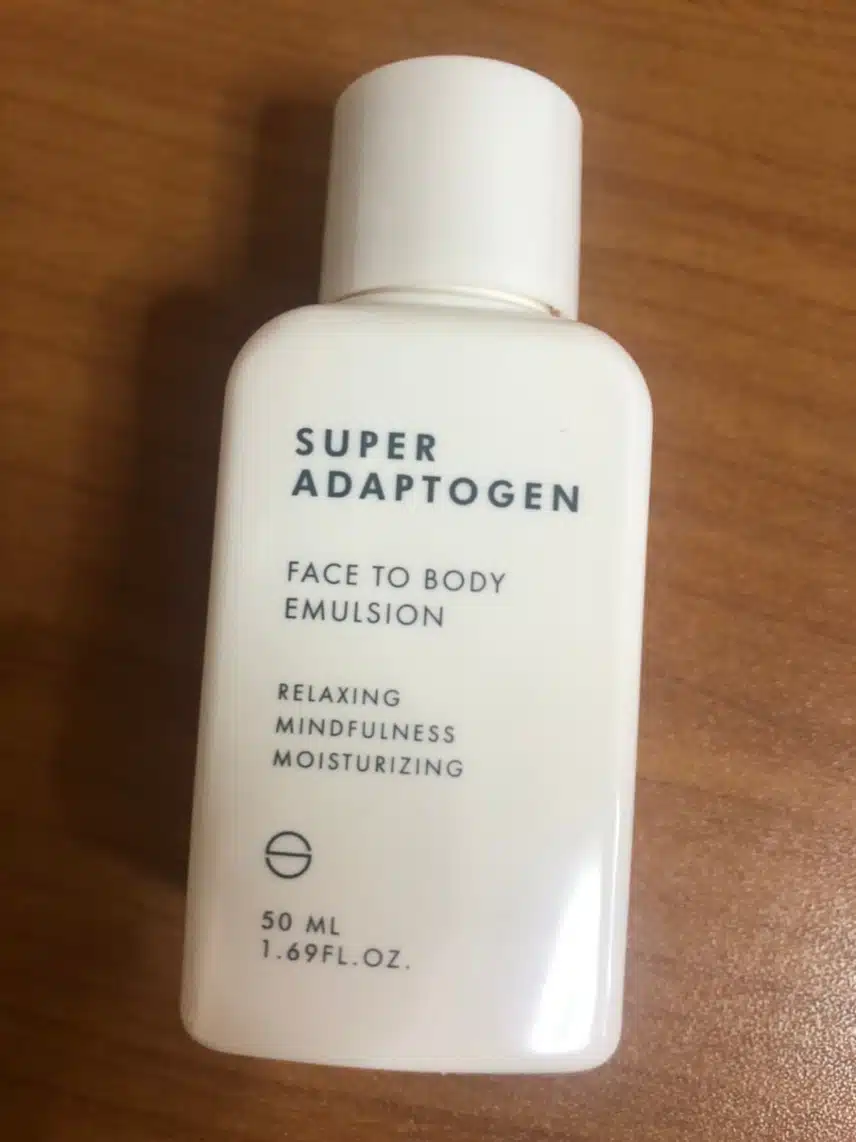 SUPER
ADAPTOGEN
FACE TO BODY
EMULSION
RELAXING
MINDFULNESS
MOISTURIZING
50 ML
1.69FL.OZ.